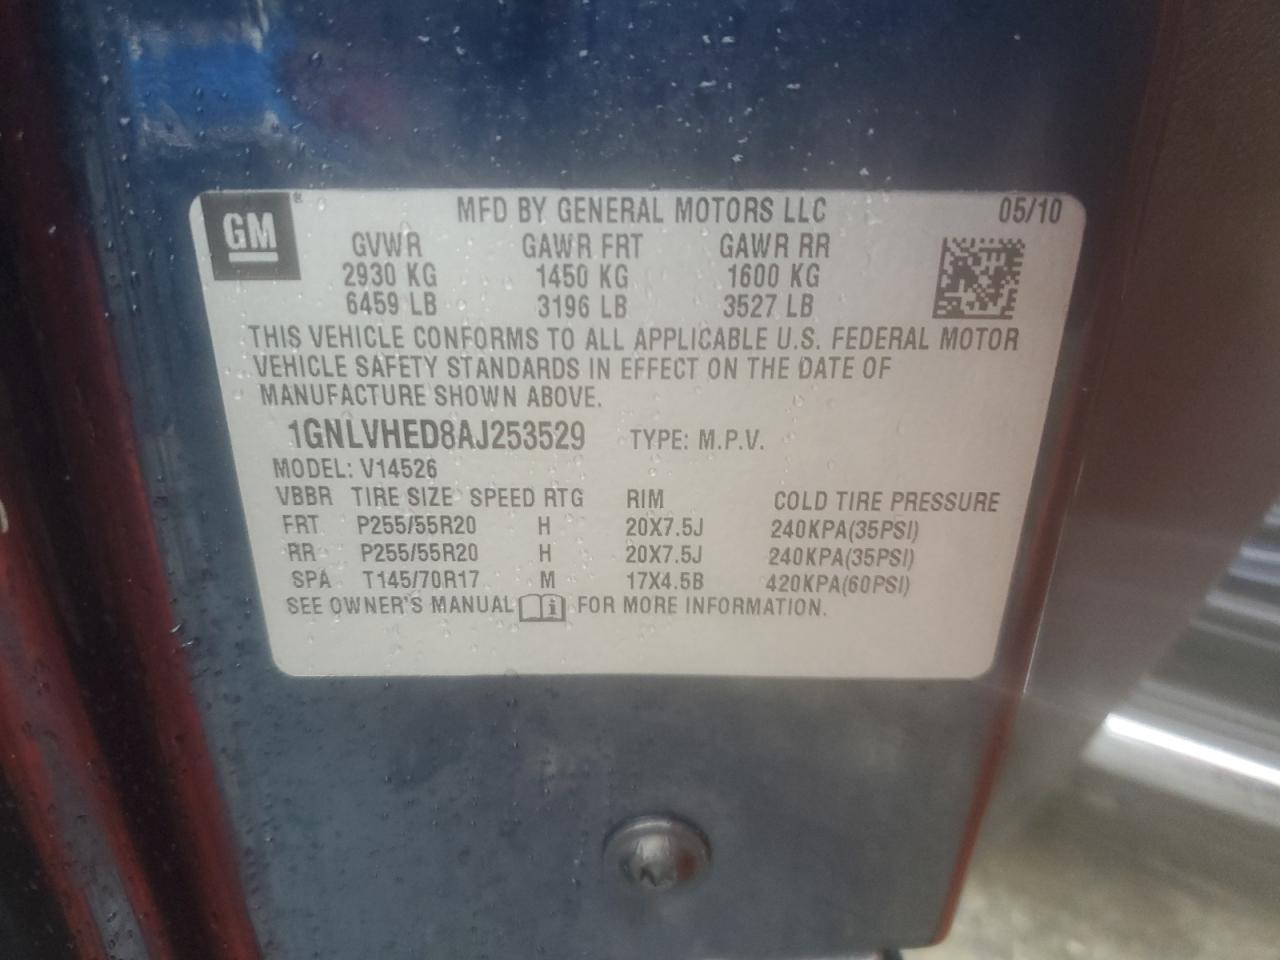 GM ® MFD BY GENERAL MOTORS LLC 05/10
GVWR GAWR FRT GAWR RR
2930 KG 1450 KG 1600 KG
6459 LB 3196 LB 3527 LB
THIS VEHICLE CONFORMS TO ALL APPLICABLE U.S. FEDERAL MOTOR
VEHICLE SAFETY STANDARDS IN EFFECT ON THE DATE OF
MANUFACTURE SHOWN ABOVE.
1GNLVHED8AJ253529 TYPE: M.P.V.
MODEL: V14526
VBBR TIRE SIZE SPEED RTG RIM COLD TIRE PRESSURE
FRT P255/55R20 H 20X7.5J 240KPA(35PSI)
RR P255/55R20 H 20X7.5J 240KPA(35PSI)
SPA T145/70R17 M 17X4.5B 420KPA(60PSI)
SEE OWNER'S MANUAL i FOR MORE INFORMATION.